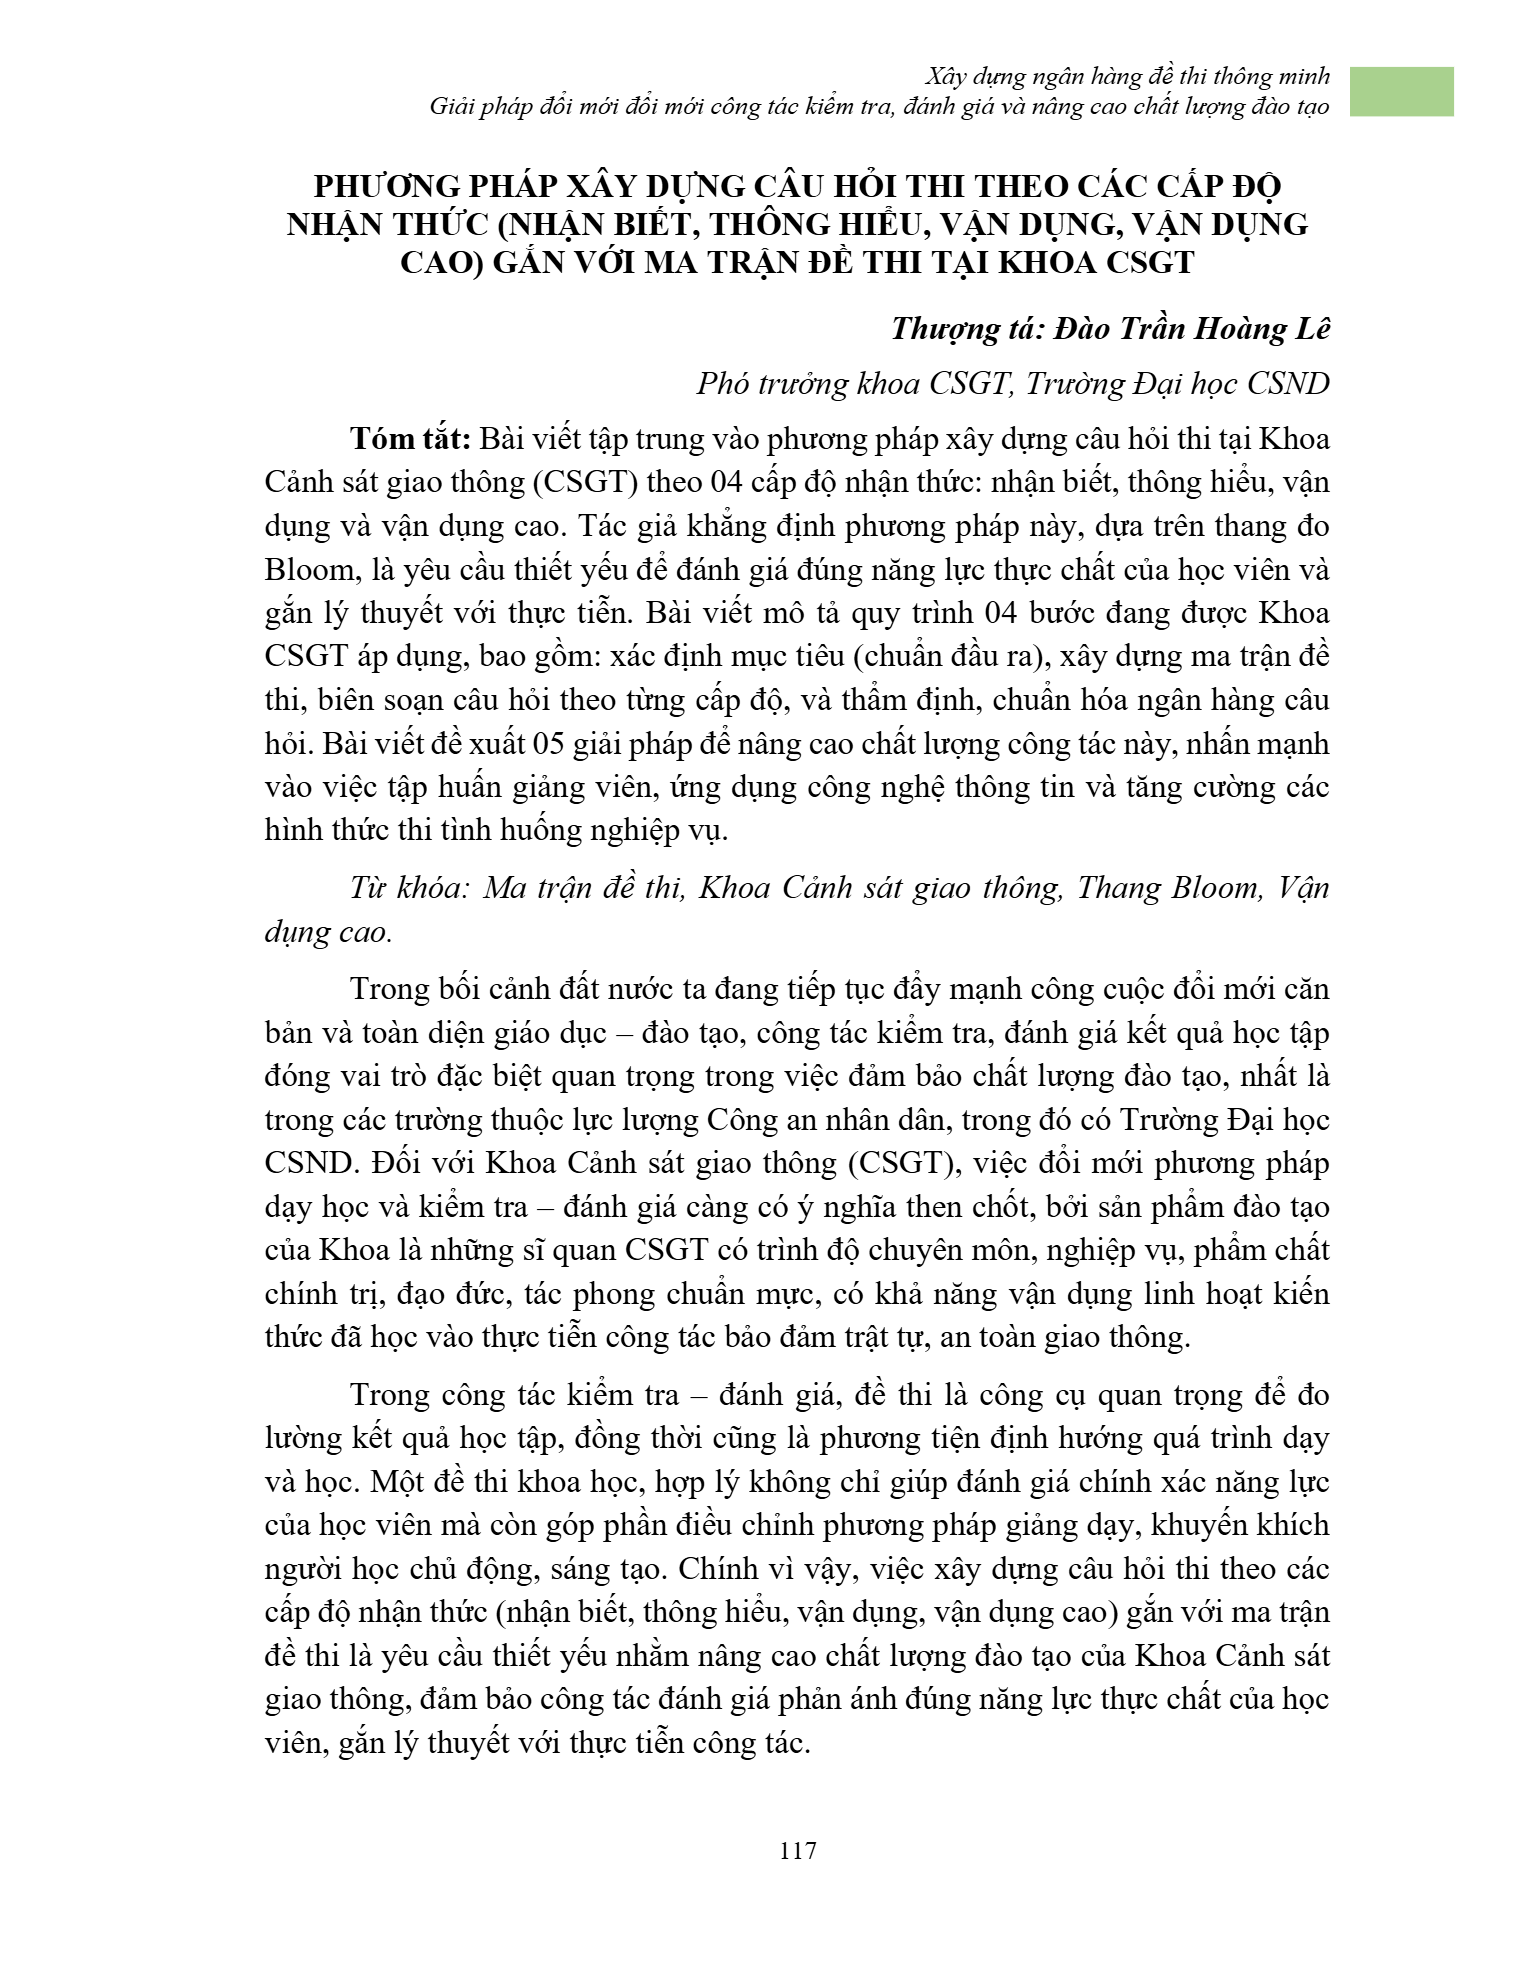 Xây dựng ngân hàng đề thi thông minh
Giải pháp đổi mới đổi mới công tác kiểm tra, đánh giá và nâng cao chất lượng đào tạo
PHƯƠNG PHÁP XÂY DỰNG CÂU HỎI THI THEO CÁC CẤP ĐỘ
NHẬN THỨC (NHẬN BIẾT, THÔNG HIỂU, VẬN DỤNG, VẬN DỤNG
CAO) GẮN VỚI MA TRẬN ĐỀ THI TẠI KHOA CSGT
Thượng tá: Đào Trần Hoàng Lê
Phó trưởng khoa CSGT, Trường Đại học CSND
Tóm tắt: Bài viết tập trung vào phương pháp xây dựng câu hỏi thi tại Khoa
Cảnh sát giao thông (CSGT) theo 04 cấp độ nhận thức: nhận biết, thông hiểu, vận
dụng và vận dụng cao. Tác giả khẳng định phương pháp này, dựa trên thang đo
Bloom, là yêu cầu thiết yếu để đánh giá đúng năng lực thực chất của học viên và
gắn lý thuyết với thực tiễn. Bài viết mô tả quy trình 04 bước đang được Khoa
CSGT áp dụng, bao gồm: xác định mục tiêu (chuẩn đầu ra), xây dựng ma trận đề
thi, biên soạn câu hỏi theo từng cấp độ, và thẩm định, chuẩn hóa ngân hàng câu
hỏi. Bài viết đề xuất 05 giải pháp để nâng cao chất lượng công tác này, nhấn mạnh
vào việc tập huấn giảng viên, ứng dụng công nghệ thông tin và tăng cường các
hình thức thi tình huống nghiệp vụ.
Từ khóa: Ma trận đề thi, Khoa Cảnh sát giao thông, Thang Bloom, Vận
dụng cao.
Trong bối cảnh đất nước ta đang tiếp tục đẩy mạnh công cuộc đổi mới căn
bản và toàn diện giáo dục – đào tạo, công tác kiểm tra, đánh giá kết quả học tập
đóng vai trò đặc biệt quan trọng trong việc đảm bảo chất lượng đào tạo, nhất là
trong các trường thuộc lực lượng Công an nhân dân, trong đó có Trường Đại học
CSND. Đối với Khoa Cảnh sát giao thông (CSGT), việc đổi mới phương pháp
dạy học và kiểm tra – đánh giá càng có ý nghĩa then chốt, bởi sản phẩm đào tạo
của Khoa là những sĩ quan CSGT có trình độ chuyên môn, nghiệp vụ, phẩm chất
chính trị, đạo đức, tác phong chuẩn mực, có khả năng vận dụng linh hoạt kiến
thức đã học vào thực tiễn công tác bảo đảm trật tự, an toàn giao thông.
Trong công tác kiểm tra – đánh giá, đề thi là công cụ quan trọng để đo
lường kết quả học tập, đồng thời cũng là phương tiện định hướng quá trình dạy
và học. Một đề thi khoa học, hợp lý không chỉ giúp đánh giá chính xác năng lực
của học viên mà còn góp phần điều chỉnh phương pháp giảng dạy, khuyến khích
người học chủ động, sáng tạo. Chính vì vậy, việc xây dựng câu hỏi thi theo các
cấp độ nhận thức (nhận biết, thông hiểu, vận dụng, vận dụng cao) gắn với ma trận
đề thi là yêu cầu thiết yếu nhằm nâng cao chất lượng đào tạo của Khoa Cảnh sát
giao thông, đảm bảo công tác đánh giá phản ánh đúng năng lực thực chất của học
viên, gắn lý thuyết với thực tiễn công tác.
117